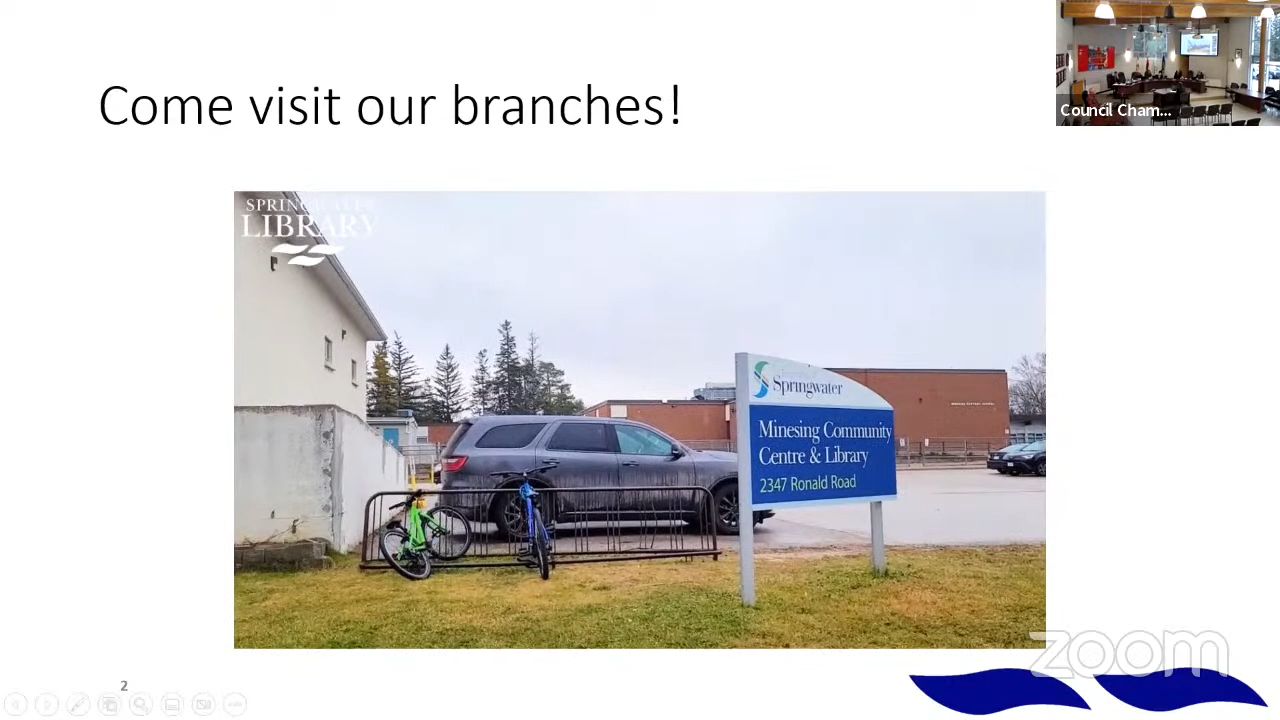 Come visit our branches!
Council Cham...
SPRINGWATER
LIBRARY
Springwater
Minesing Community
Centre & Library
2347 Ronald Road
zoom
2